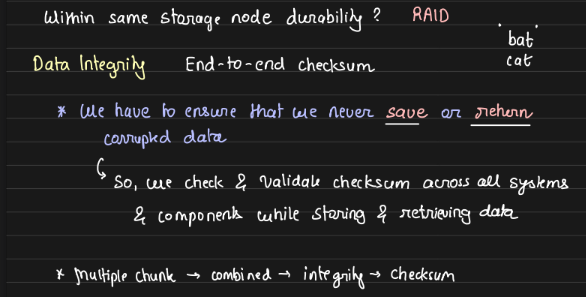 Within same storage node durability? RAID
bat
Data Integrity End-to-end checksum
cat
* We have to ensure that we never save or return
corrupted data
So, we check & validate checksum across all systems
& components while storing & retrieving data
* Multiple chunk → combined → integrity → checksum